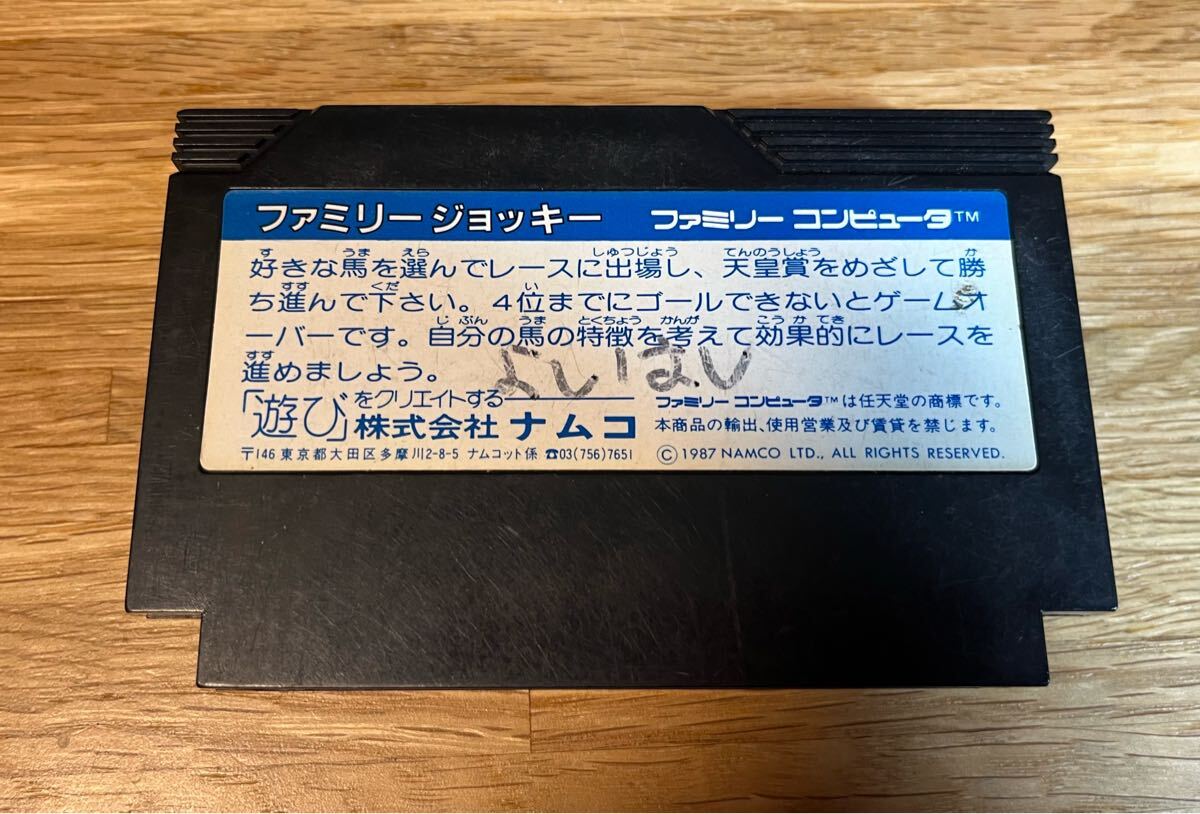 ファミリー ジョッキー ファミリー コンピュータ™
好きな馬を選んでレースに出場し、天皇賞をめざして勝
ち進んで下さい。4位までにゴールできないとゲームオ
ーバーです。自分の馬の特徴を考えて効果的にレースを
進めましょう。
「遊び」をクリエイトする
株式会社 ナムコ
〒146 東京都大田区多摩川2-8-5 ナムコット係 ☎03(756)7651
ファミリー コンピュータ™は任天堂の商標です。
本商品の輸出、使用営業及び賃貸を禁じます。
©1987 NAMCO LTD., ALL RIGHTS RESERVED.